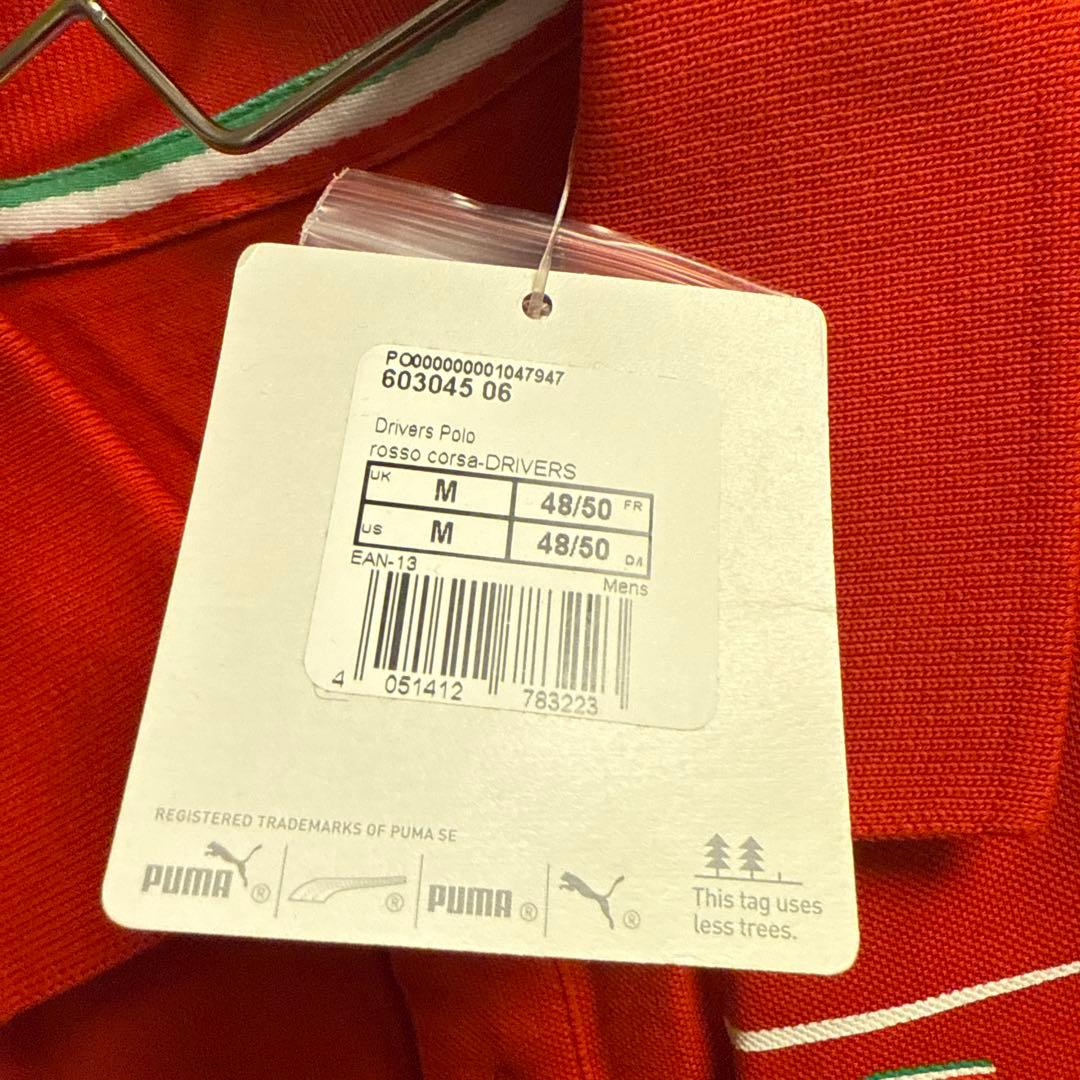 PO000000001047947
603045 06
Drivers Polo
rosso corsa-DRIVERS
UK M 48/50 FR
US M 48/50 D4
EAN-13
Mens
4 051412 783223
REGISTERED TRADEMARKS OF PUMA SE
PUMA ® ® PUMA ® ®
This tag uses
less trees.